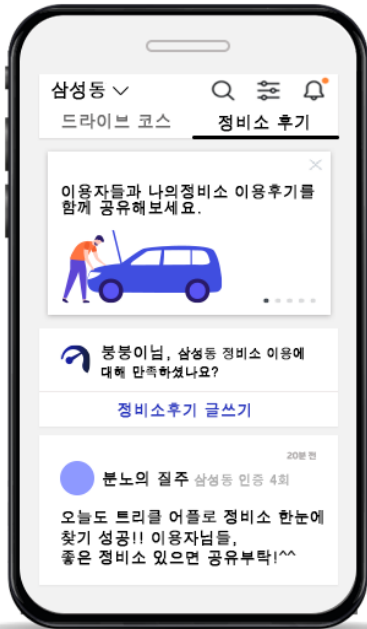 삼성동
드라이브 코스 정비소 후기
이용자들과 나의정비소 이용후기를
함께 공유해보세요.
붕붕이님, 삼성동 정비소 이용에
대해 만족하셨나요?
정비소후기 글쓰기
20분 전
분노의 질주 삼성동 인증 4회
오늘도 트리클 어플로 정비소 한눈에
찾기 성공!! 이용자님들,
좋은 정비소 있으면 공유부탁!^^